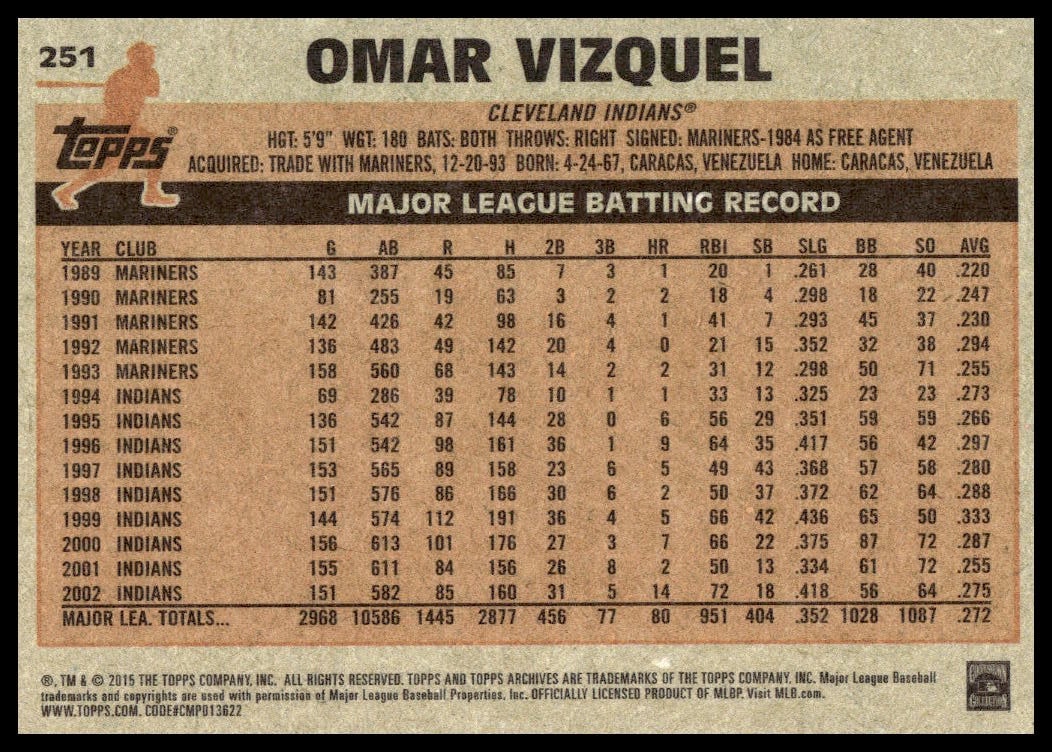 251
OMAR VIZQUEL
Topps®
CLEVELAND INDIANS®
HGT: 5'9" WGT: 180 BATS: BOTH THROWS: RIGHT SIGNED: MARINERS-1984 AS FREE AGENT
ACQUIRED: TRADE WITH MARINERS, 12-20-93 BORN: 4-24-67, CARACAS, VENEZUELA HOME: CARACAS, VENEZUELA
MAJOR LEAGUE BATTING RECORD
YEAR CLUB G AB R H 2B 3B HR RBI SB SLG BB SO AVG
1989 MARINERS 143 387 45 85 7 3 1 20 1 .261 28 40 .220
1990 MARINERS 81 255 19 63 3 2 2 18 4 .298 18 22 .247
1991 MARINERS 142 426 42 98 16 4 1 41 7 .293 45 37 .230
1992 MARINERS 136 483 49 142 20 4 0 21 15 .352 32 38 .294
1993 MARINERS 158 560 68 143 14 2 2 31 12 .298 50 71 .255
1994 INDIANS 69 286 39 78 10 1 1 33 13 .325 23 23 .273
1995 INDIANS 136 542 87 144 28 0 6 56 29 .351 59 59 .266
1996 INDIANS 151 542 98 161 36 1 9 64 35 .417 56 42 .297
1997 INDIANS 153 565 89 158 23 6 5 49 43 .368 57 58 .280
1998 INDIANS 151 576 86 166 30 6 2 50 37 .372 62 64 .288
1999 INDIANS 144 574 112 191 36 4 5 66 42 .436 65 50 .333
2000 INDIANS 156 613 101 176 27 3 7 66 22 .375 87 72 .287
2001 INDIANS 155 611 84 156 26 8 2 50 13 .334 61 72 .255
2002 INDIANS 151 582 85 160 31 5 14 72 18 .418 56 64 .275
MAJOR LEA. TOTALS... 2968 10586 1445 2877 456 77 80 951 404 .352 1028 1087 .272
®, TM & © 2015 THE TOPPS COMPANY, INC. ALL RIGHTS RESERVED. TOPPS AND TOPPS ARCHIVES ARE TRADEMARKS OF THE TOPPS COMPANY, INC. Major League Baseball
trademarks and copyrights are used with permission of Major League Baseball Properties, Inc. OFFICIALLY LICENSED PRODUCT OF MLBP. Visit MLB.com.
WWW.TOPPS.COM. CODE#CMP013622
COOPERSTOWN
COLLECTION